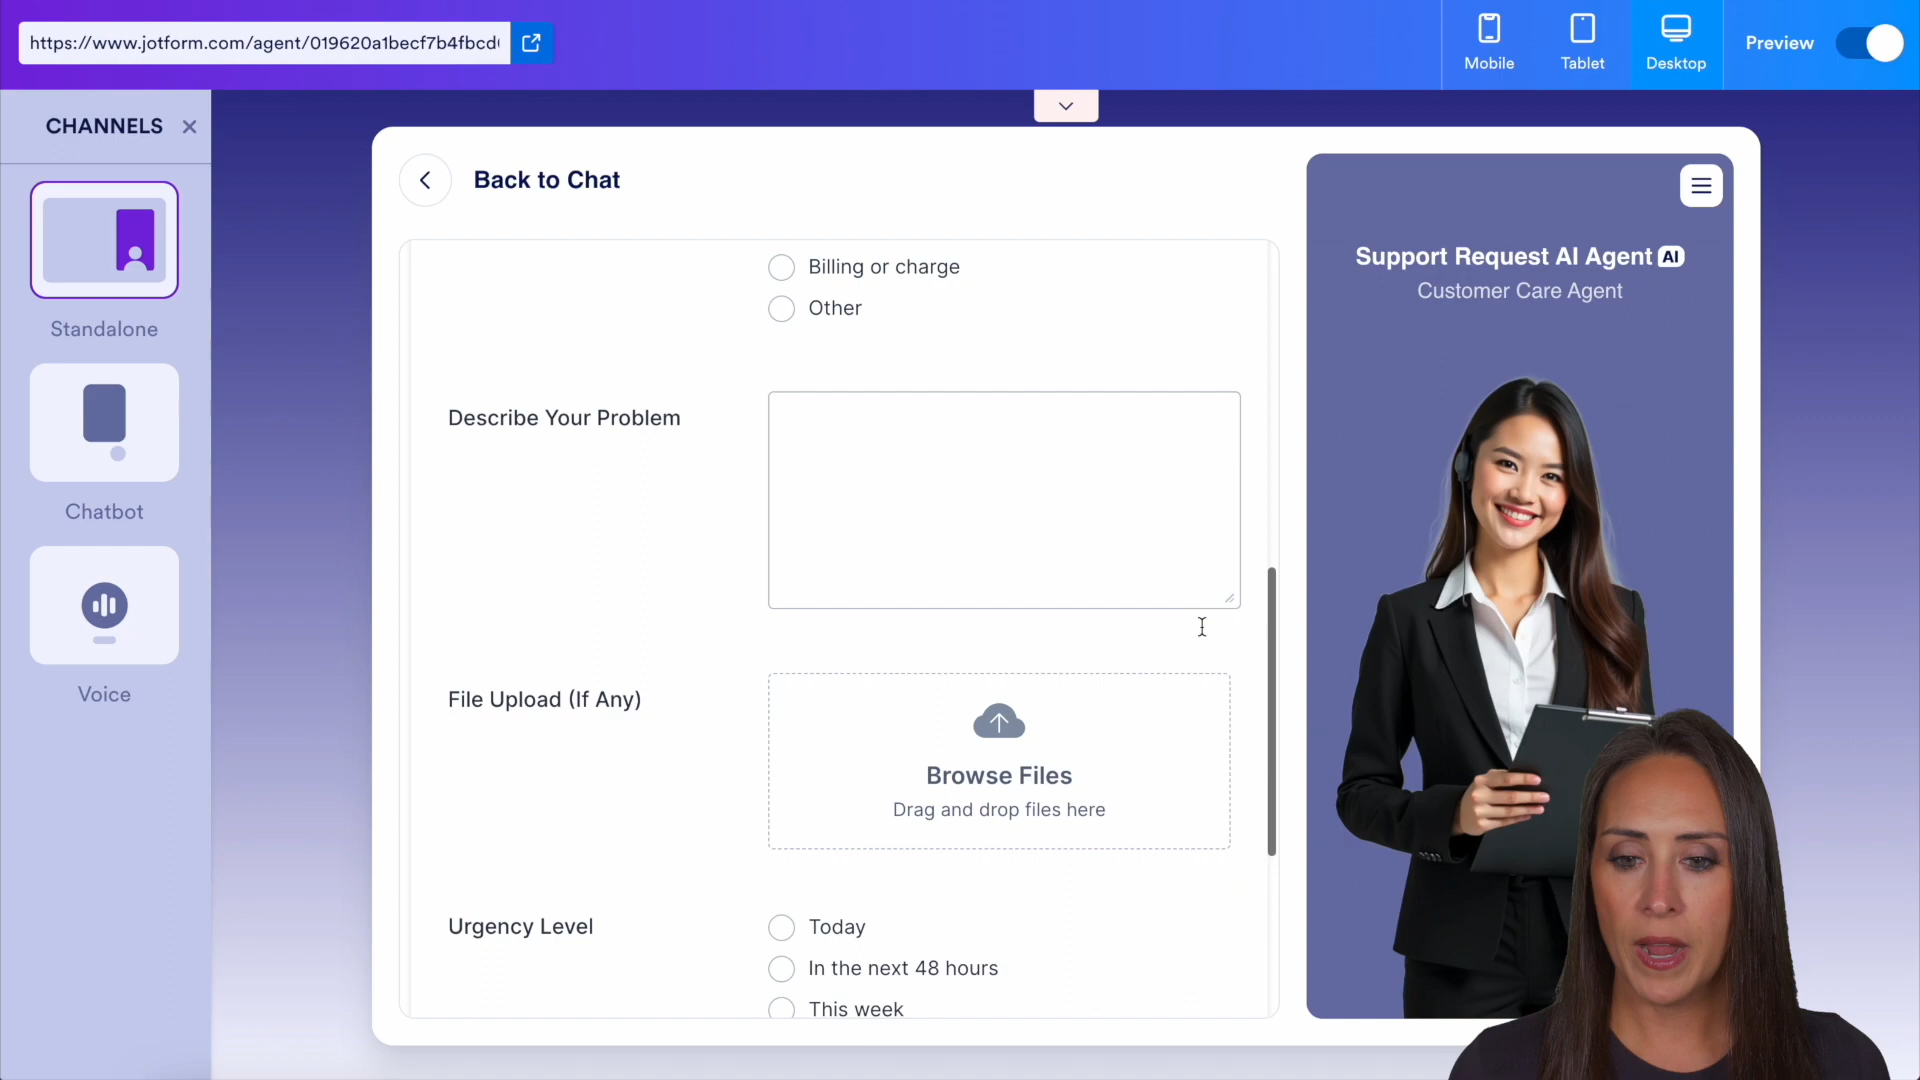 https://www.jotform.com/agent/019620a1becf7b4fbcd
Mobile
Tablet
Desktop
Preview
CHANNELS
Standalone
Chatbot
Voice
Back to Chat
Billing or charge
Other
Describe Your Problem
File Upload (If Any)
Browse Files
Drag and drop files here
Urgency Level
Today
In the next 48 hours
This week
Support Request AI Agent AI
Customer Care Agent